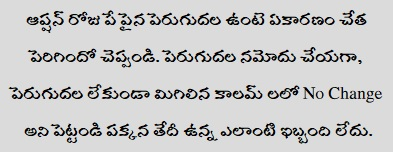 ఆప్షన్ రోజు పే పైన పెరుగుదల ఉంటె ఏకారణం చేత
పెరిగిందో చెప్పండి. పెరుగుదల నమోదు చేయగా,
పెరుగుదల లేకుండా మిగిలిన కాలమ్ లలో No Change
అని పెట్టండి పక్కన తేదీ ఉన్న ఎలాంటి ఇబ్బంది లేదు.